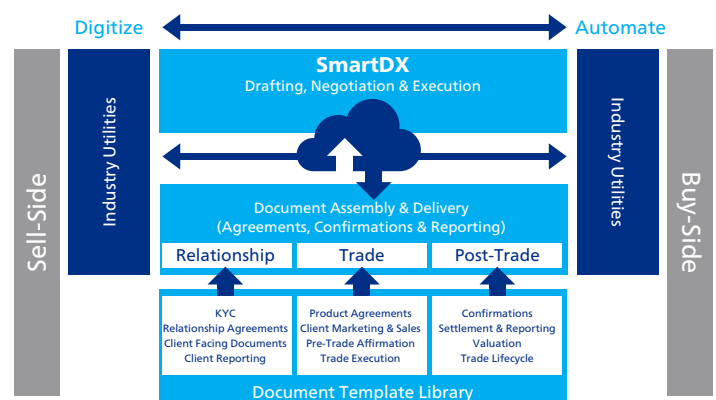 Digitize
Automate
Sell-Side
Industry Utilities
SmartDX
Drafting, Negotiation & Execution
Document Assembly & Delivery
(Agreements, Confirmations & Reporting)
Relationship
Trade
Post-Trade
KYC
Relationship Agreements
Client Facing Documents
Client Reporting
Product Agreements
Client Marketing & Sales
Pre-Trade Affirmation
Trade Execution
Confirmations
Settlement & Reporting
Valuation
Trade Lifecycle
Document Template Library
Industry Utilities
Buy-Side